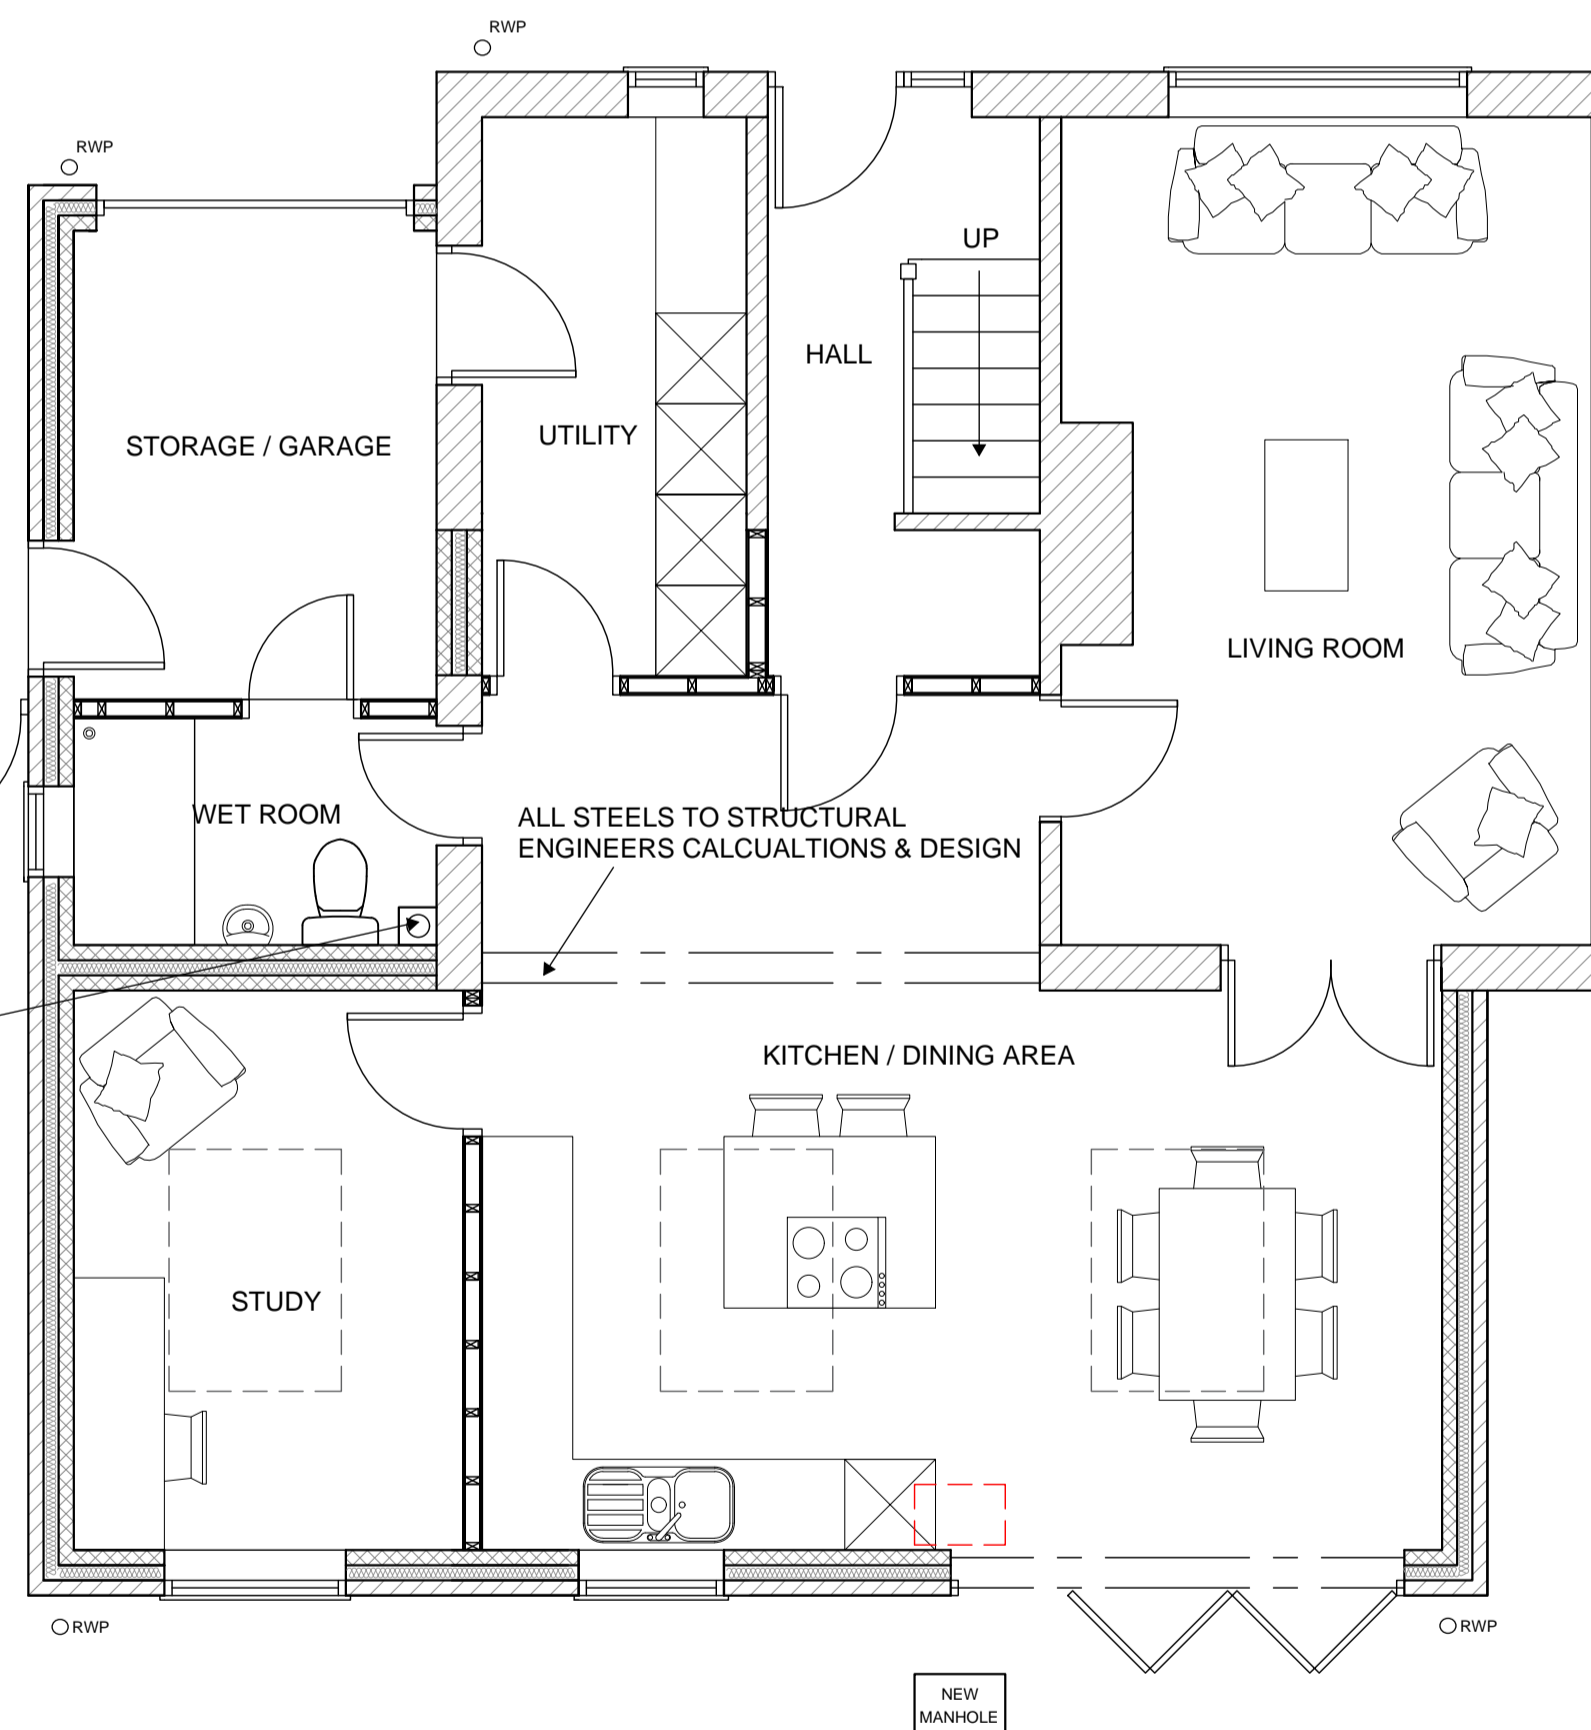 RWP
RWP
UP
HALL
UTILITY
STORAGE / GARAGE
LIVING ROOM
WET ROOM
ALL STEELS TO STRUCTURAL
ENGINEERS CALCUALTIONS & DESIGN
KITCHEN / DINING AREA
STUDY
RWP
RWP
NEW
MANHOLE